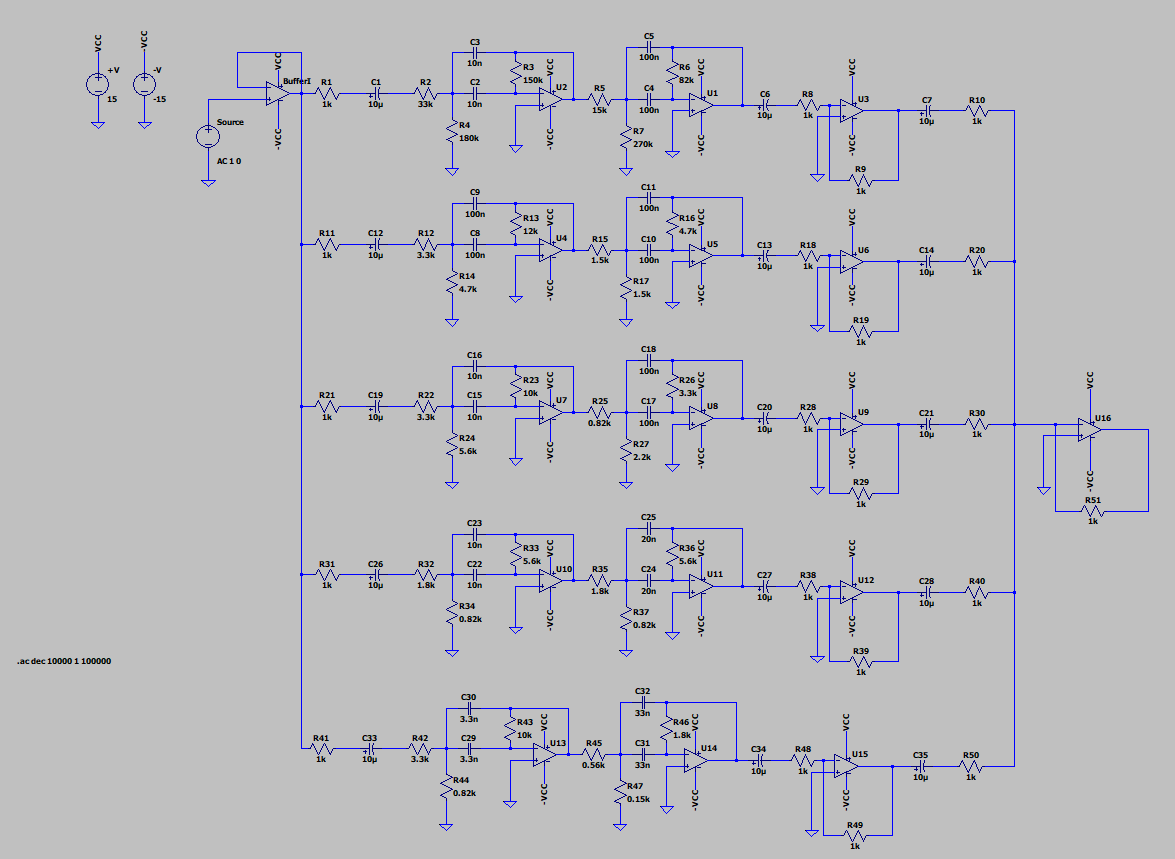 VCC
+V
15
VCC
-V
-15
Source
AC 1 0
VCC
BufferI
-VCC
R1
1k
C1
10µ
R2
33k
C3
10n
C2
10n
R3
150k
R4
180k
VCC
U2
-VCC
R5
15k
C5
100n
C4
100n
R6
82k
R7
270k
VCC
U1
-VCC
C6
10µ
R8
1k
VCC
U3
-VCC
R9
1k
C7
10µ
R10
1k
R11
1k
C12
10µ
R12
3.3k
C9
100n
C8
100n
R13
12k
R14
4.7k
VCC
U4
-VCC
R15
1.5k
C11
100n
C10
100n
R16
4.7k
R17
1.5k
VCC
U5
-VCC
C13
10µ
R18
1k
VCC
U6
-VCC
R19
1k
C14
10µ
R20
1k
R21
1k
C19
10µ
R22
3.3k
C16
10n
C15
10n
R23
10k
R24
5.6k
VCC
U7
-VCC
R25
0.82k
C18
100n
C17
100n
R26
3.3k
R27
2.2k
VCC
U8
-VCC
C20
10µ
R28
1k
VCC
U9
-VCC
R29
1k
C21
10µ
R30
1k
VCC
U16
-VCC
R51
1k
R31
1k
C26
10µ
R32
1.8k
C23
10n
C22
10n
R33
5.6k
R34
0.82k
VCC
U10
-VCC
R35
1.8k
C25
20n
C24
20n
R36
5.6k
R37
0.82k
VCC
U11
-VCC
C27
10µ
R38
1k
VCC
U12
-VCC
R39
1k
C28
10µ
R40
1k
.ac dec 10000 1 100000
R41
1k
C33
10µ
R42
3.3k
C30
3.3n
C29
3.3n
R43
10k
R44
0.82k
VCC
U13
-VCC
R45
0.56k
C32
33n
C31
33n
R46
1.8k
R47
0.15k
VCC
U14
-VCC
C34
10µ
R48
1k
VCC
U15
-VCC
R49
1k
C35
10µ
R50
1k